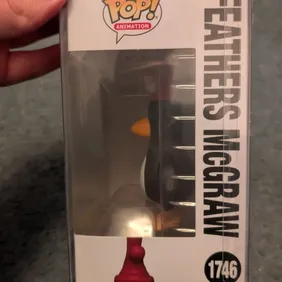 POP!
ANIMATION
FEATHERS McGRAW
1746